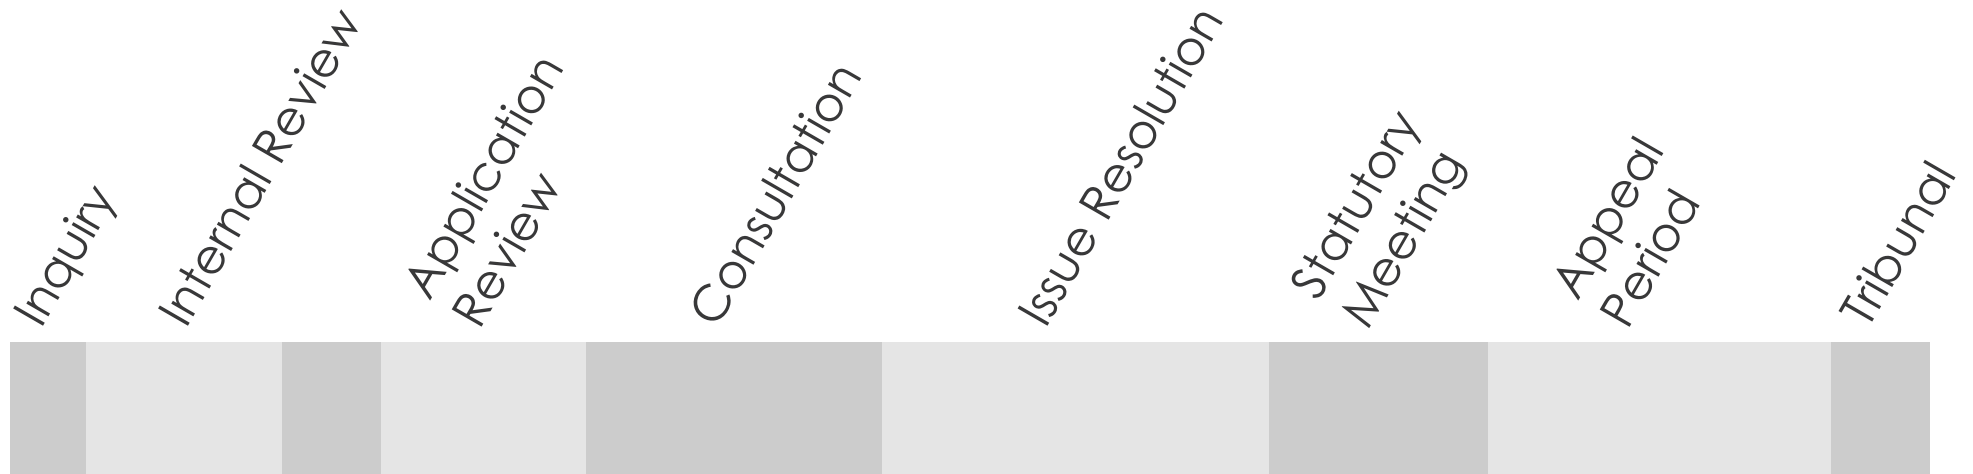 Inquiry
Internal Review
Application
Review
Consultation
Issue Resolution
Statutory
Meeting
Appeal
Period
Tribunal